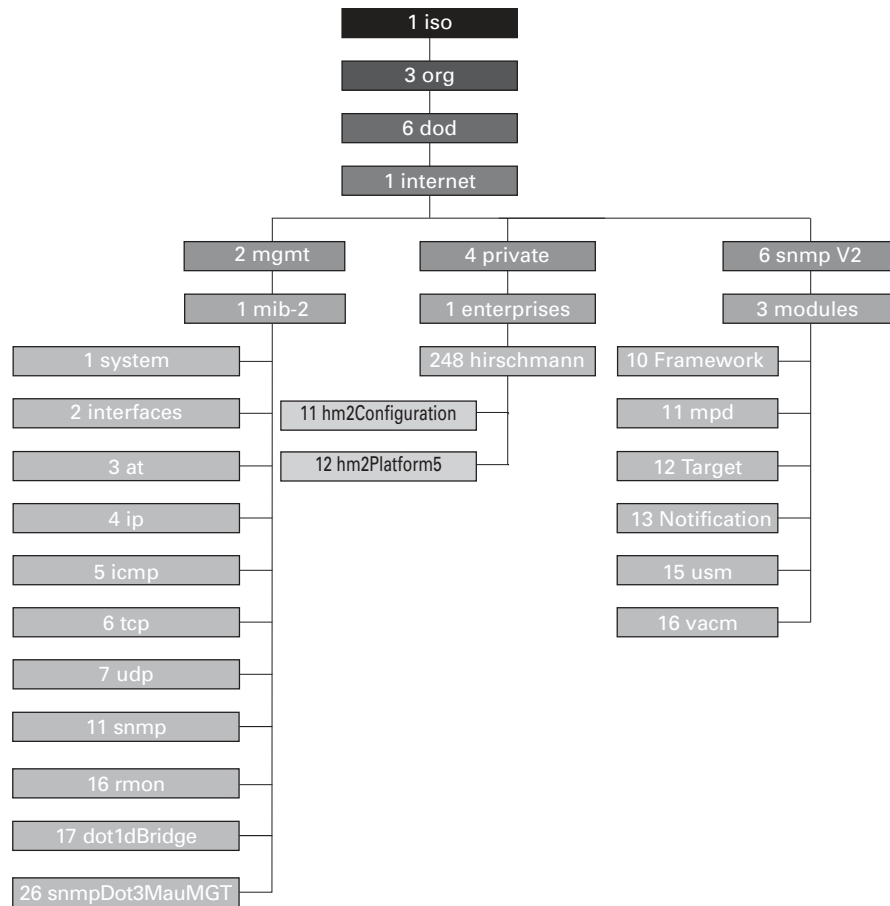 1 iso
3 org
6 dod
1 internet
2 mgmt
4 private
6 snmp V2
1 mib-2
1 enterprises
3 modules
1 system
248 hirschmann
10 Framework
2 interfaces
11 hm2Configuration
11 mpd
3 at
12 hm2Platform5
12 Target
4 ip
13 Notification
5 icmp
15 usm
6 tcp
16 vacm
7 udp
11 snmp
16 rmon
17 dot1dBridge
26 snmpDot3MauMGT